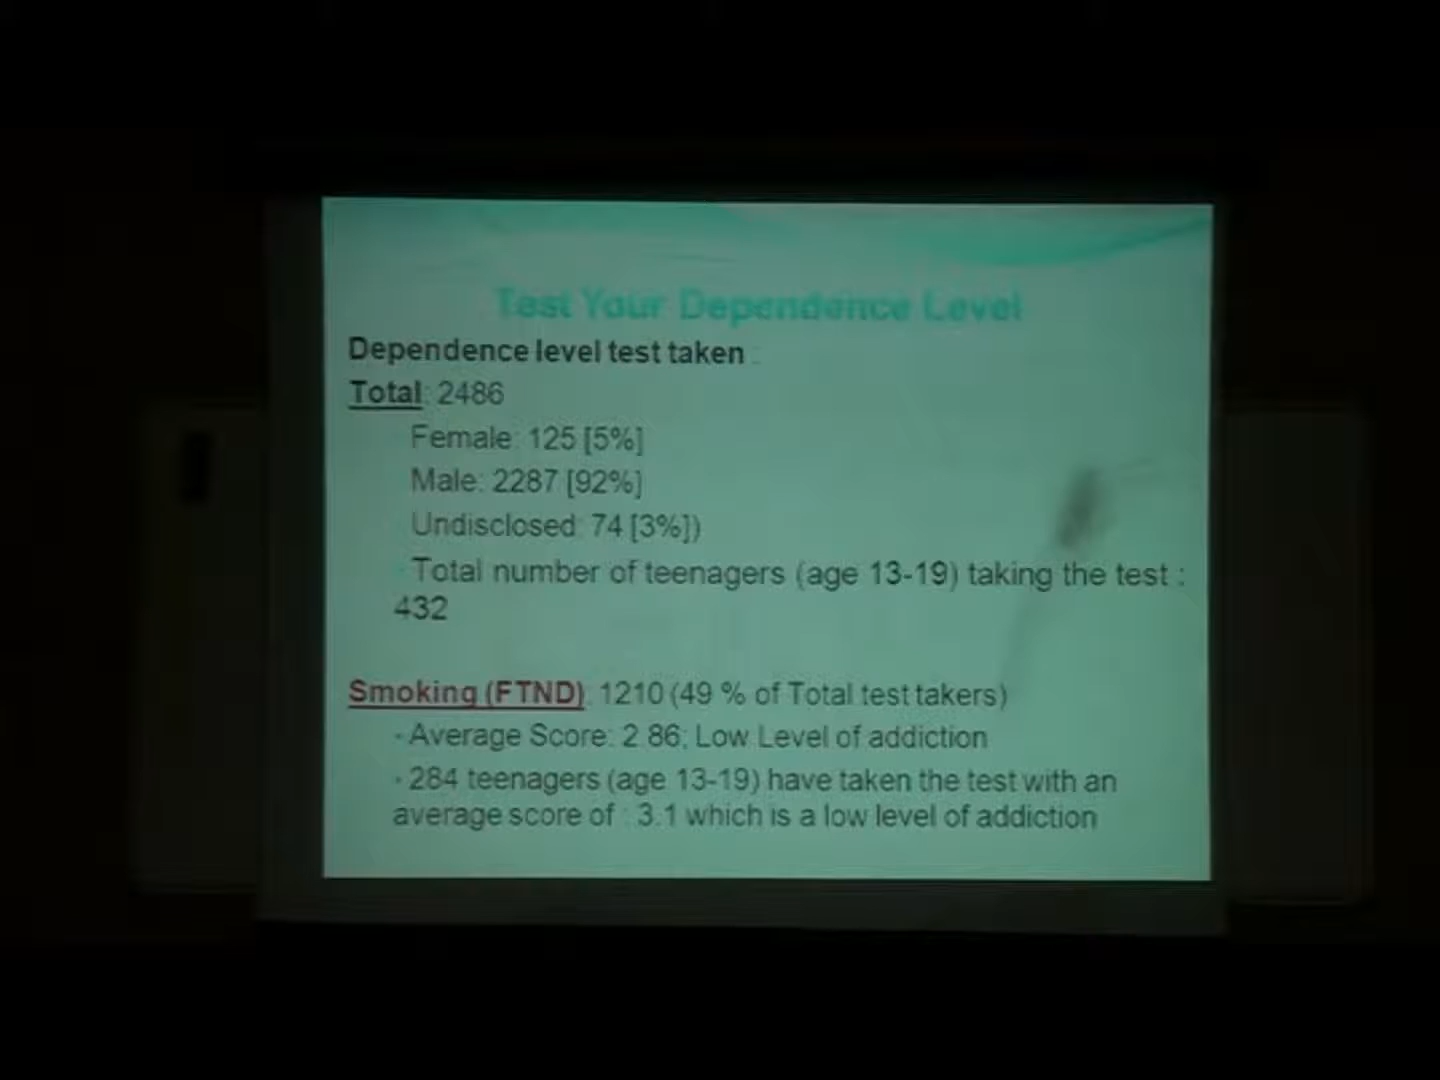 Test Your Dependence Level
Dependence level test taken :
Total: 2486
Female: 125 [5%]
Male: 2287 [92%]
Undisclosed: 74 [3%])
· Total number of teenagers (age 13-19) taking the test :
432
Smoking (FTND): 1210 (49 % of Total test takers)
· Average Score: 2.86; Low Level of addiction
· 284 teenagers (age 13-19) have taken the test with an
average score of : 3.1 which is a low level of addiction